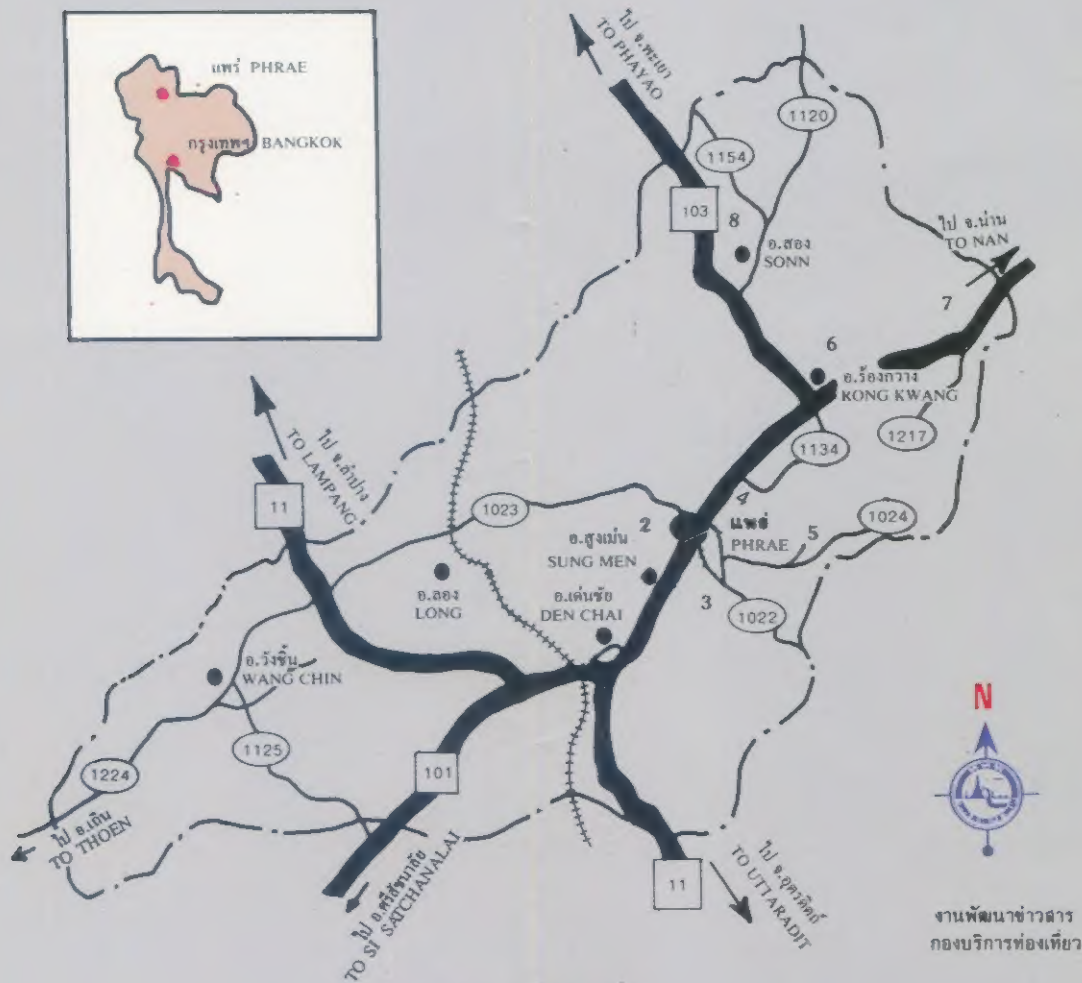 แพร่ PHRAE
กรุงเทพฯ BANGKOK
ไป จ.พะเยา
TO PHAYAO
1120
1154
103
8
อ.สอง
SONN
ไป จ.น่าน
TO NAN
7
6
อ.ร้องกวาง
KONG KWANG
1217
1134
ไป จ.ลำปาง
TO LAMPANG
11
1023
4
2
แพร่
PHRAE
5
1024
อ.สูงเม่น
SUNG MEN
อ.ลอง
LONG
อ.เด่นชัย
DEN CHAI
3
1022
อ.วังชิ้น
WANG CHIN
1125
101
1224
ไป อ.เถิน
TO THOEN
ไป อ.ศรีสัชนาลัย
TO SI SATCHANALAI
11
ไป จ.อุตรดิตถ์
TO UTTARADIT
N
งานพัฒนาข่าวสาร
กองบริการท่องเที่ยว